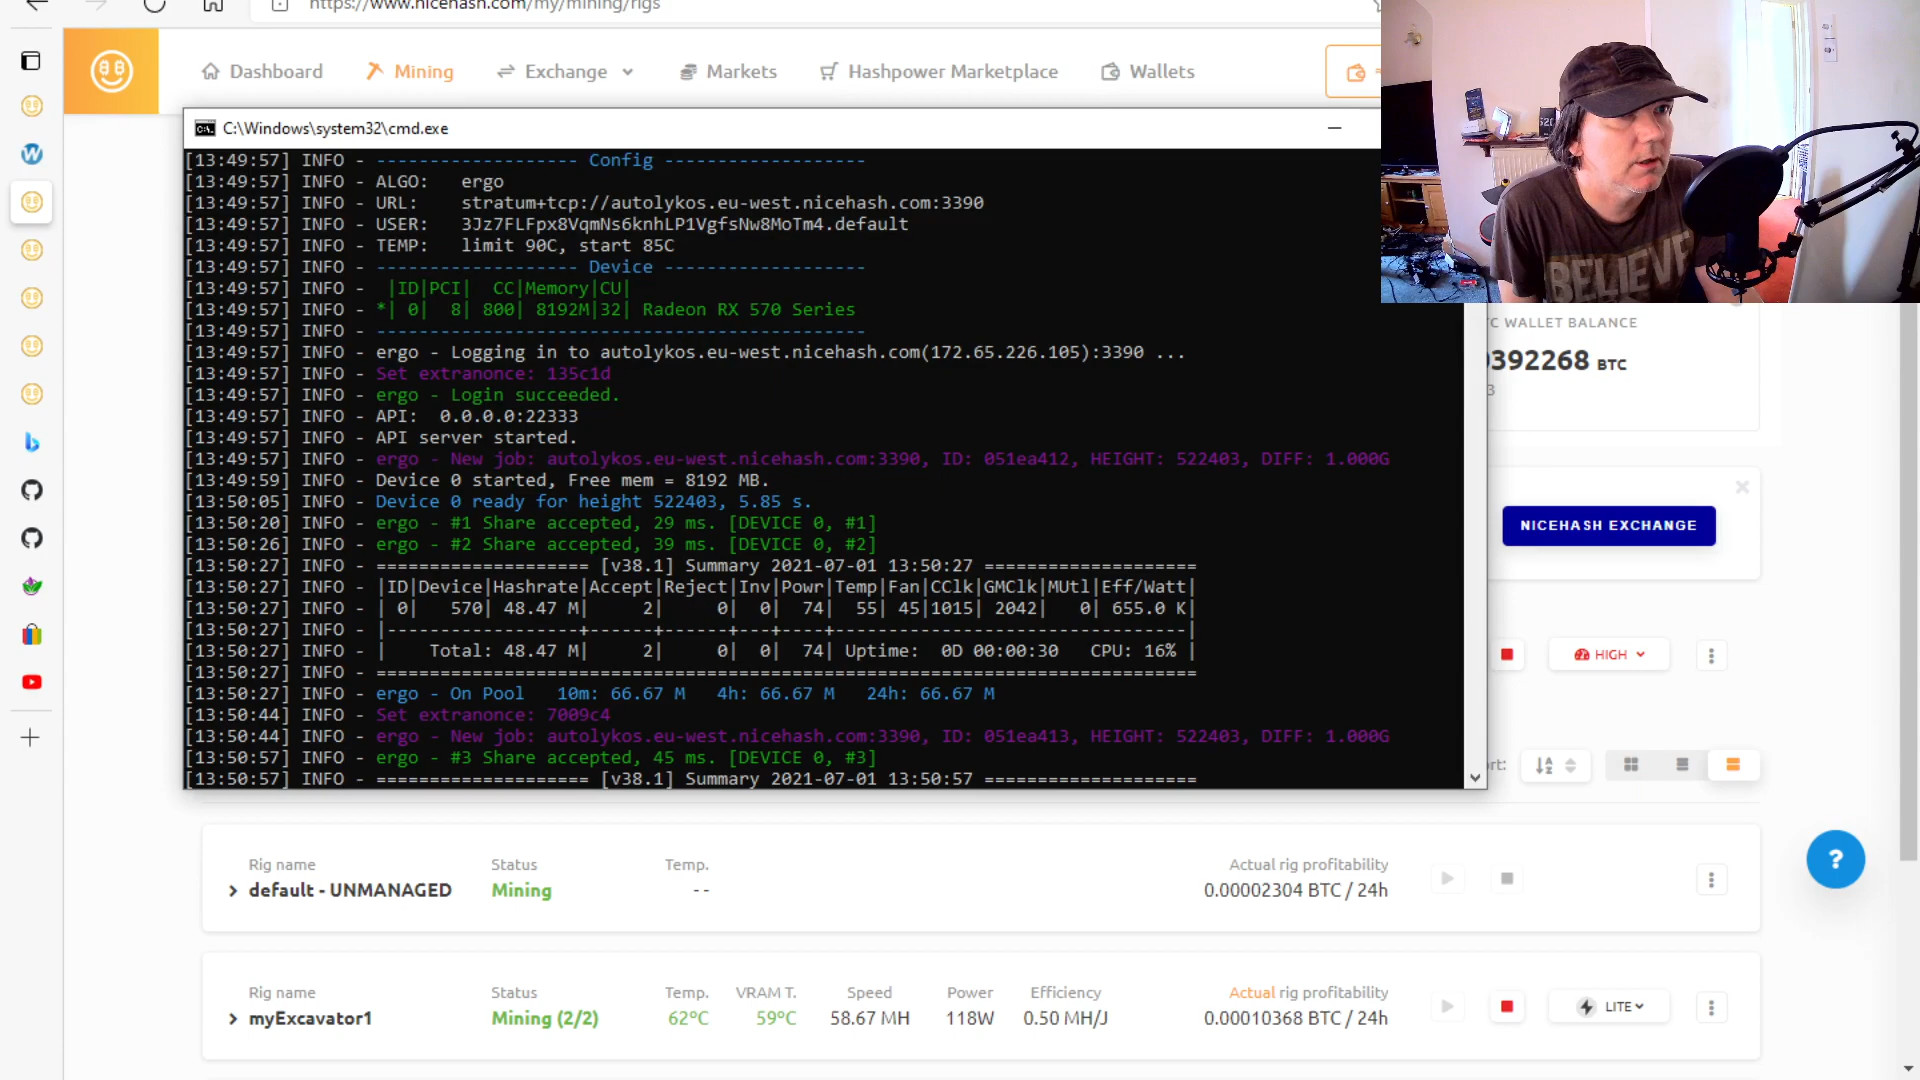 https://www.nicehash.com/my/mining/rigs
Dashboard
Mining
Exchange
Markets
Hashpower Marketplace
Wallets
C:\Windows\system32\cmd.exe
[13:49:57] INFO - ------------------- Config -------------------
[13:49:57] INFO - ALGO:   ergo
[13:49:57] INFO - URL:    stratum+tcp://autolykos.eu-west.nicehash.com:3390
[13:49:57] INFO - USER:   3Jz7FLFpx8VqmNs6knhLP1VgfsNw8MoTm4.default
[13:49:57] INFO - TEMP:   limit 90C, start 85C
[13:49:57] INFO - ------------------- Device -------------------
[13:49:57] INFO -  |ID|PCI|  CC|Memory|CU|
[13:49:57] INFO - *| 0|  8| 800| 8192M|32| Radeon RX 570 Series
[13:49:57] INFO - ----------------------------------------------
[13:49:57] INFO - ergo - Logging in to autolykos.eu-west.nicehash.com(172.65.226.105):3390 ...
[13:49:57] INFO - Set extranonce: 135c1d
[13:49:57] INFO - ergo - Login succeeded.
[13:49:57] INFO - API:  0.0.0.0:22333
[13:49:57] INFO - API server started.
[13:49:57] INFO - ergo - New job: autolykos.eu-west.nicehash.com:3390, ID: 051ea412, HEIGHT: 522403, DIFF: 1.000G
[13:49:59] INFO - Device 0 started, Free mem = 8192 MB.
[13:50:05] INFO - Device 0 ready for height 522403, 5.85 s.
[13:50:20] INFO - ergo - #1 Share accepted, 29 ms. [DEVICE 0, #1]
[13:50:26] INFO - ergo - #2 Share accepted, 39 ms. [DEVICE 0, #2]
[13:50:27] INFO - ==================== [v38.1] Summary 2021-07-01 13:50:27 ====================
[13:50:27] INFO - |ID|Device|Hashrate|Accept|Reject|Inv|Powr|Temp|Fan|CClk|GMClk|MUtl|Eff/Watt|
[13:50:27] INFO - | 0|   570| 48.47 M|     2|     0|  0|  74|  55| 45|1015| 2042|   0| 655.0 K|
[13:50:27] INFO - |------------------+------+------+---+----+---------------------------------|
[13:50:27] INFO - |    Total: 48.47 M|     2|     0|  0|  74| Uptime:  0D 00:00:30   CPU: 16% |
[13:50:27] INFO - =============================================================================
[13:50:27] INFO - ergo - On Pool   10m: 66.67 M   4h: 66.67 M   24h: 66.67 M
[13:50:44] INFO - Set extranonce: 7009c4
[13:50:44] INFO - ergo - New job: autolykos.eu-west.nicehash.com:3390, ID: 051ea413, HEIGHT: 522403, DIFF: 1.000G
[13:50:57] INFO - ergo - #3 Share accepted, 45 ms. [DEVICE 0, #3]
[13:50:57] INFO - ==================== [v38.1] Summary 2021-07-01 13:50:57 ====================
BELIEVE
WALLET BALANCE
392268 BTC
3
NICEHASH EXCHANGE
HIGH
Rig name Status Temp. Actual rig profitability
default - UNMANAGED Mining - - 0.00002304 BTC / 24h
?
Rig name Status Temp. VRAM T. Speed Power Efficiency Actual rig profitability
myExcavator1 Mining (2/2) 62°C 59°C 58.67 MH 118W 0.50 MH/J 0.00010368 BTC / 24h
LITE